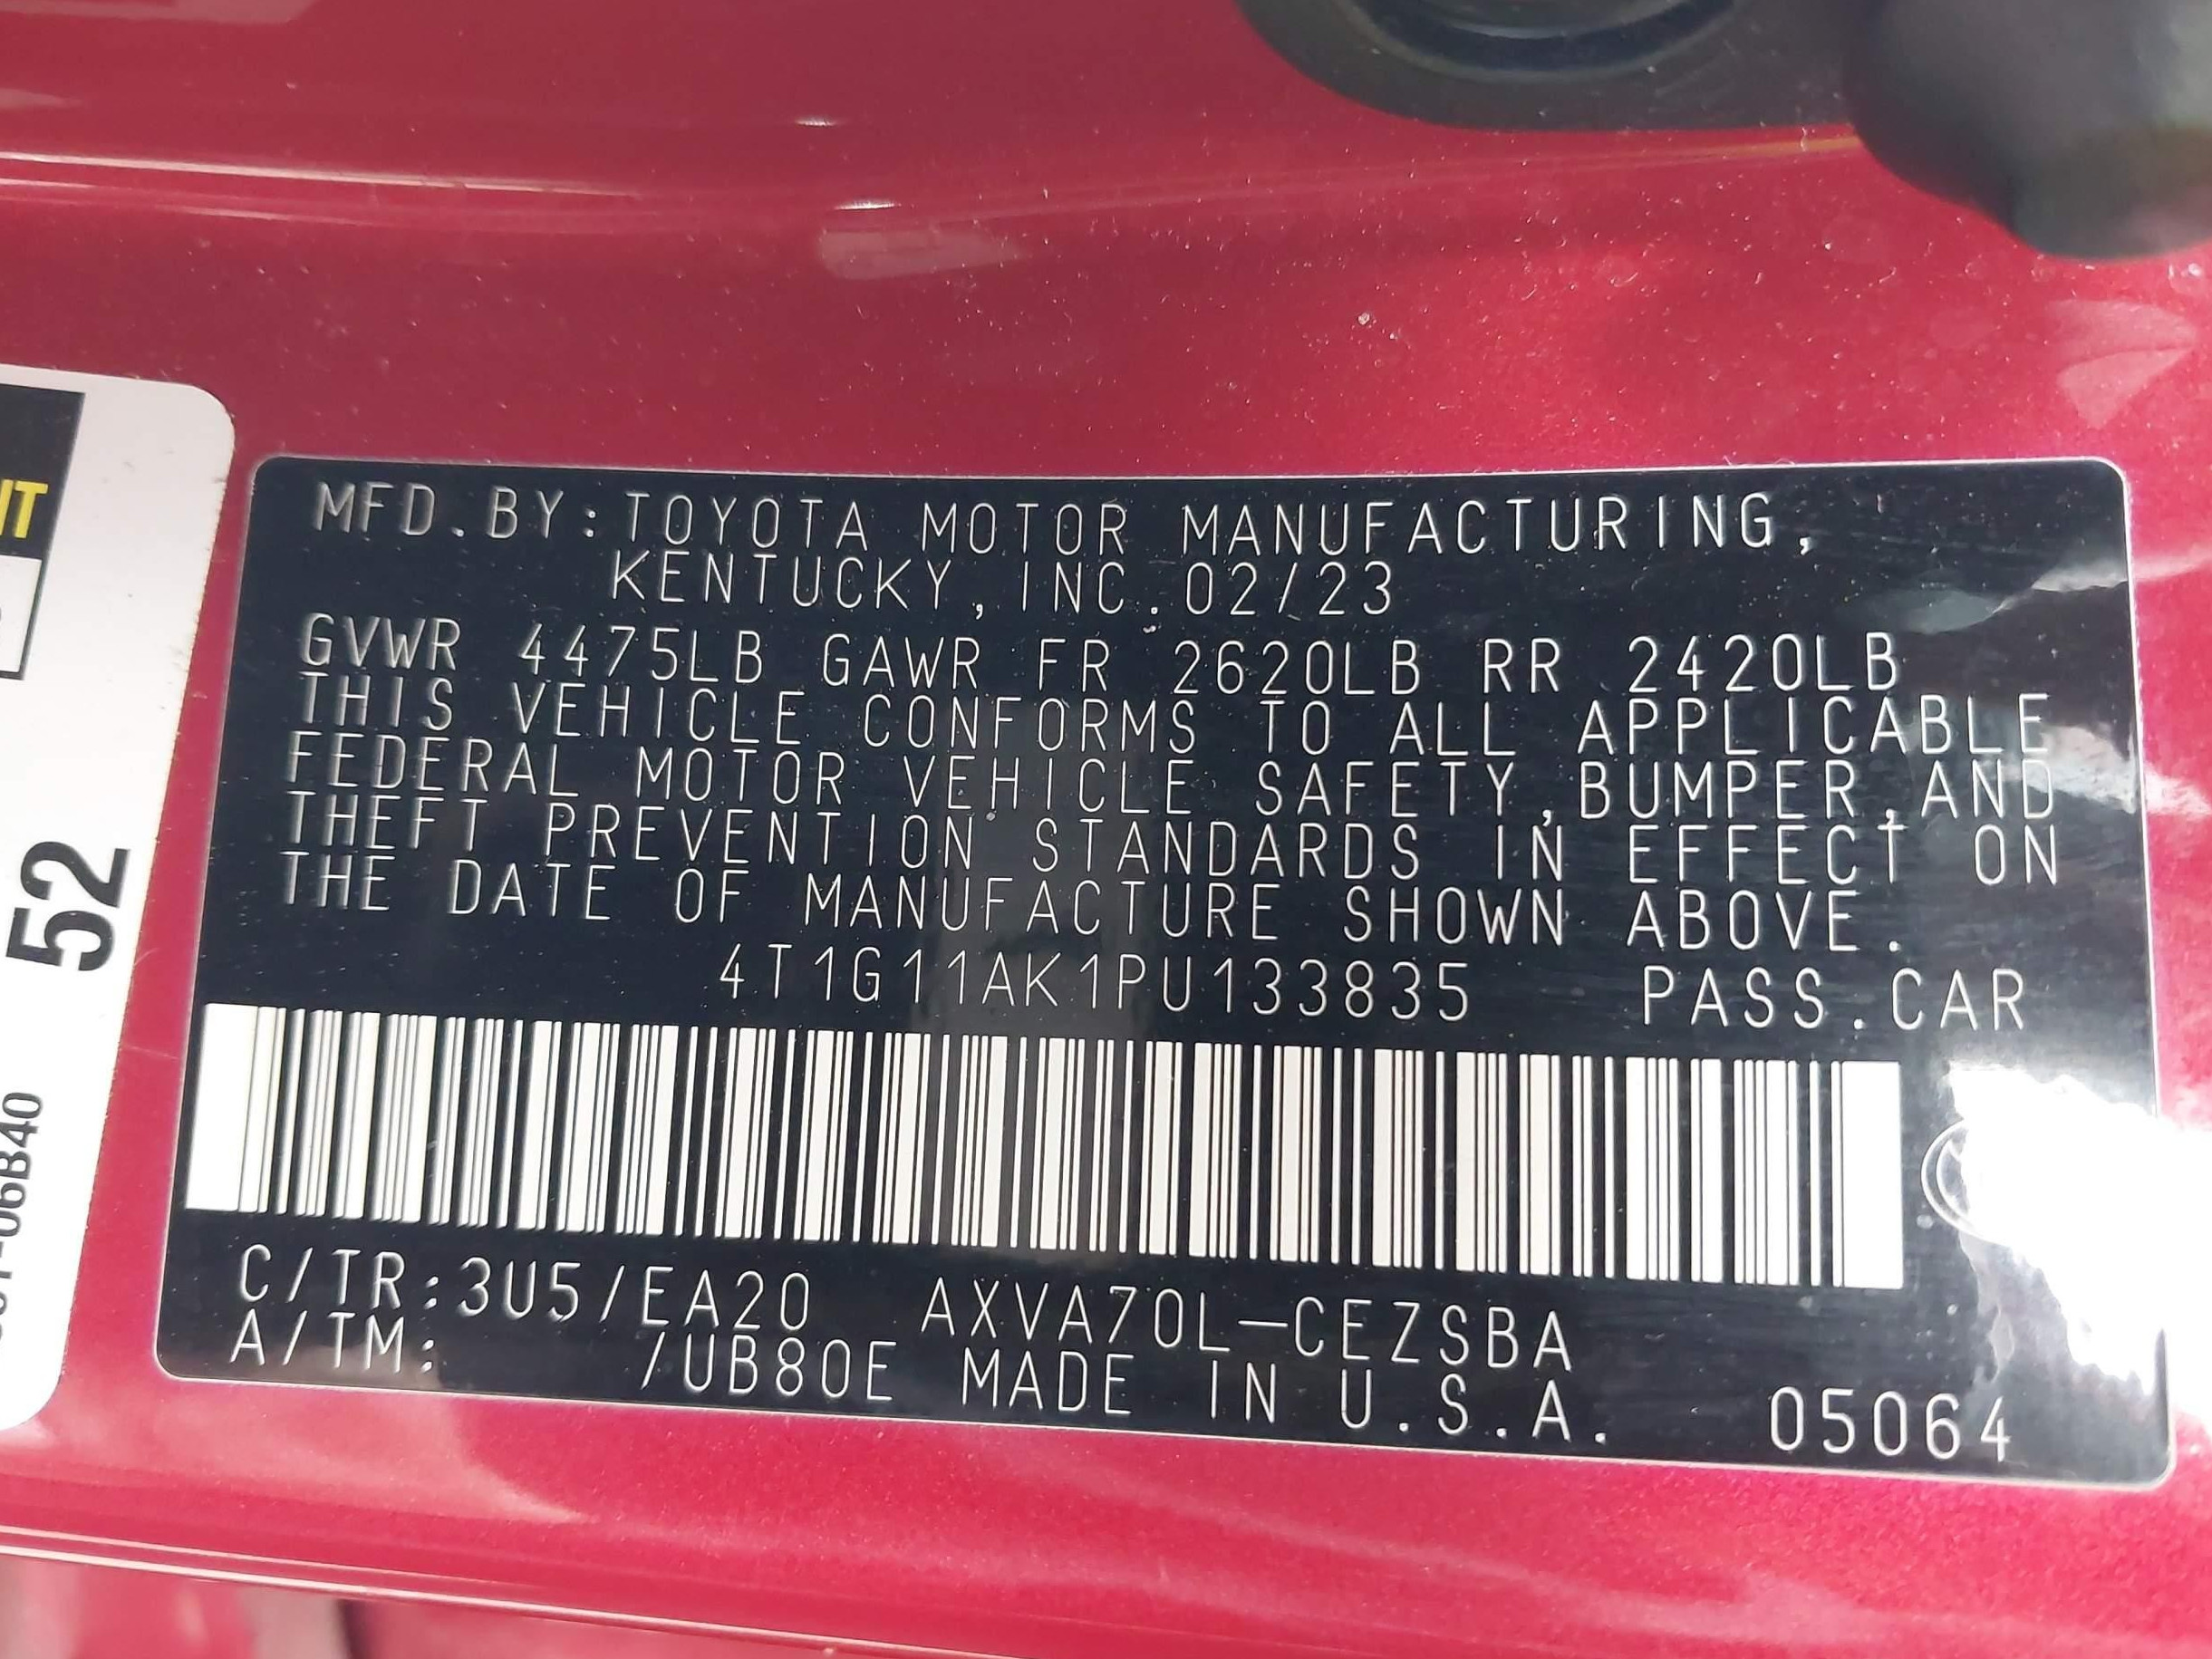 MFD.BY:TOYOTA MOTOR MANUFACTURING,
KENTUCKY,INC.02/23
GVWR 4475LB GAWR FR 2620LB RR 2420LB
THIS VEHICLE CONFORMS TO ALL APPLICABLE
FEDERAL MOTOR VEHICLE SAFETY,BUMPER,AND
THEFT PREVENTION STANDARDS IN EFFECT ON
THE DATE OF MANUFACTURE SHOWN ABOVE.
4T1G11AK1PU133835 PASS.CAR
C/TR:3U5/EA20 AXVA70L-CEZSBA
A/TM: /UB80E MADE IN U.S.A. 05064
52